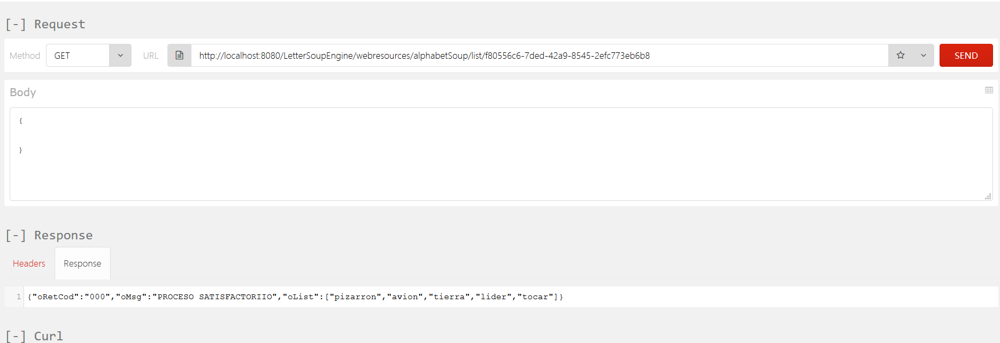 [-] Request
Method GET URL http://localhost:8080/LetterSoupEngine/webresources/alphabetSoup/list/f80556c6-7ded-42a9-8545-2efc773eb6b8 SEND
Body
{
}
[-] Response
Headers Response
1 {"oRetCod":"000","oMsg":"PROCESO SATISFACTORIIO","oList":["pizarron","avion","tierra","lider","tocar"]}
[-] Curl